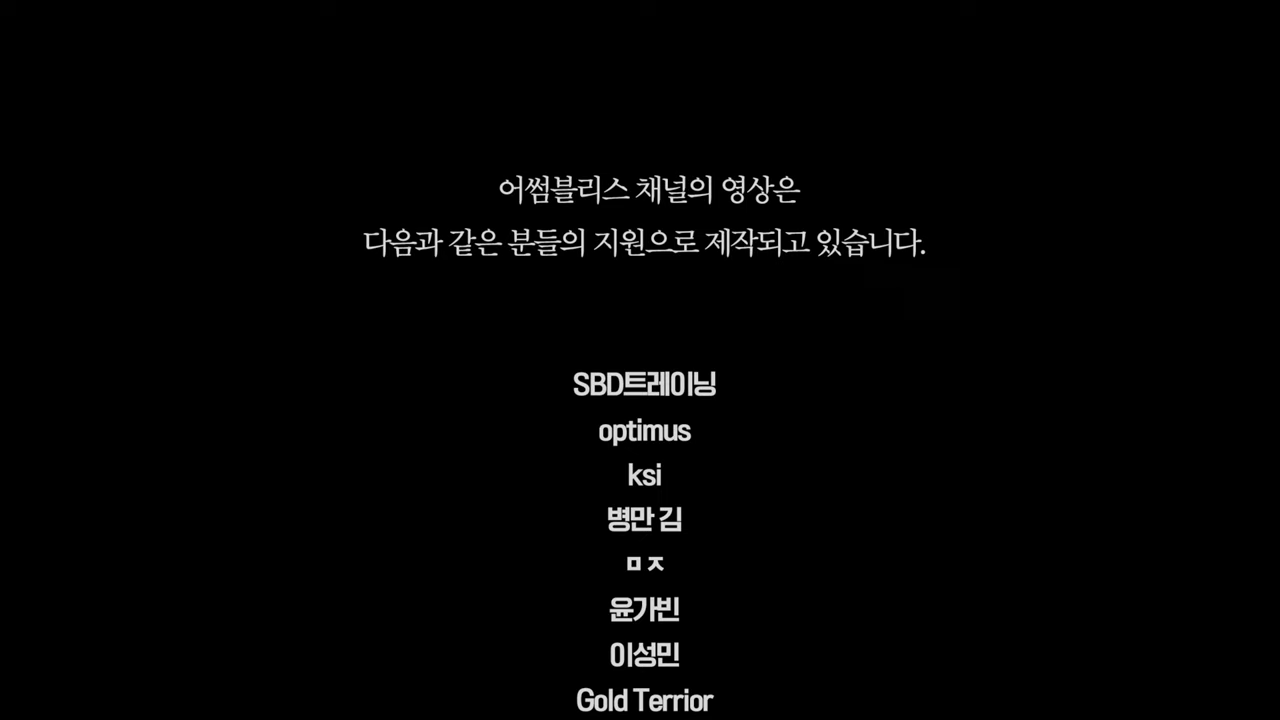 어썸블리스 채널의 영상은
다음과 같은 분들의 지원으로 제작되고 있습니다.
SBD트레이닝
optimus
ksi
병만 김
ㅁ ㅈ
윤가빈
이성민
Gold Terrior